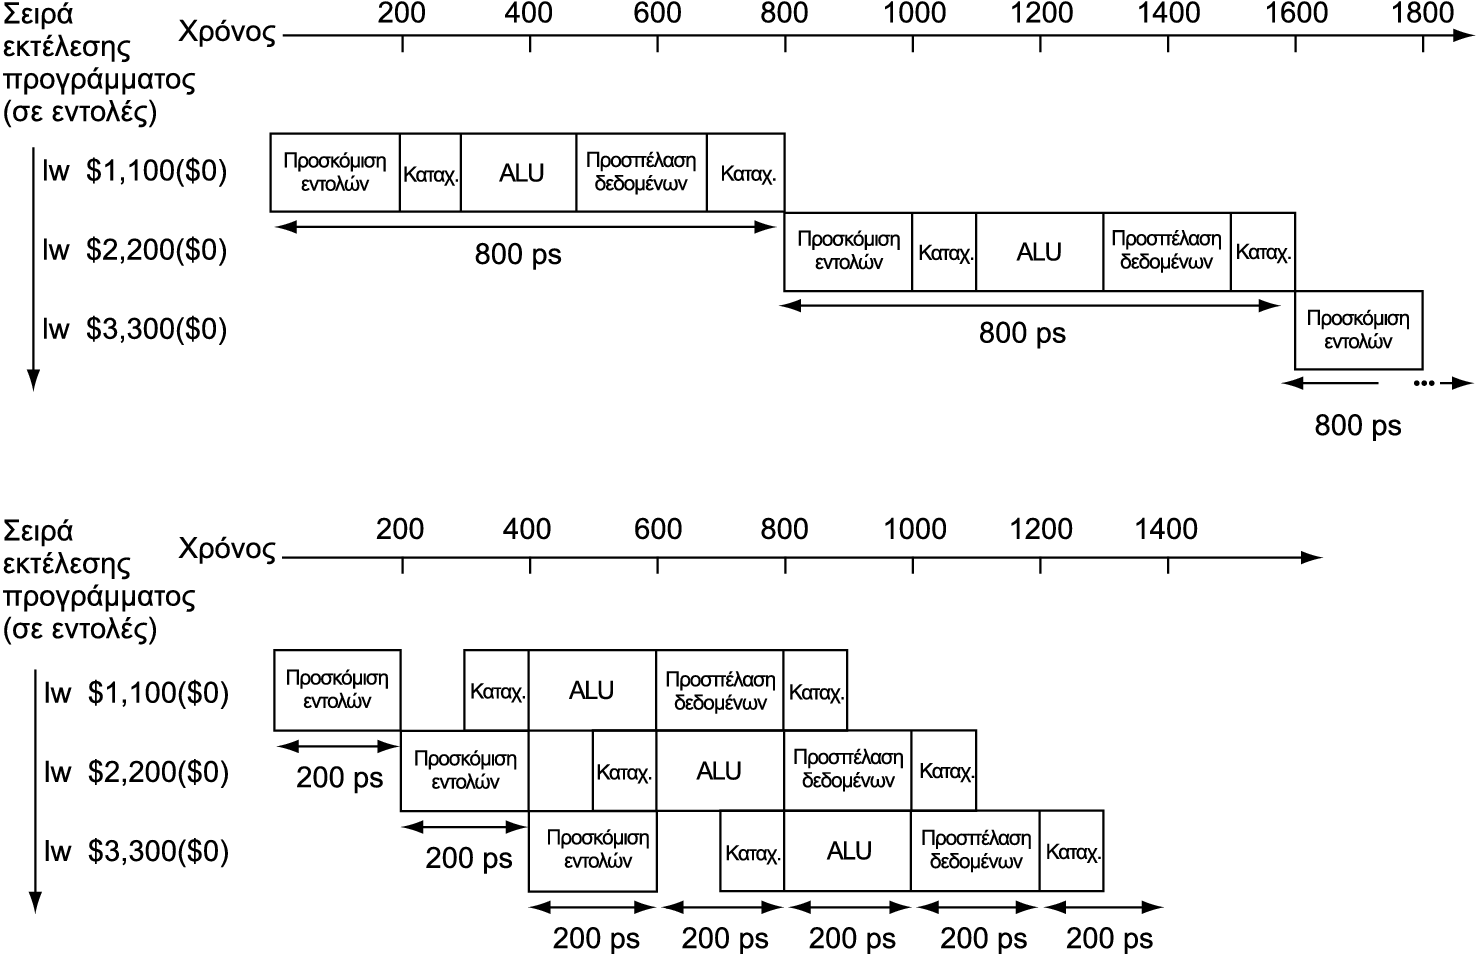 Σειρά
εκτέλεσης
προγράμματος
(σε εντολές)
Χρόνος
200 400 600 800 1000 1200 1400 1600 1800
lw $1,100($0)
Προσκόμιση
εντολών
Καταχ.
ALU
Προσπέλαση
δεδομένων
Καταχ.
800 ps
lw $2,200($0)
Προσκόμιση
εντολών
Καταχ.
ALU
Προσπέλαση
δεδομένων
Καταχ.
800 ps
lw $3,300($0)
Προσκόμιση
εντολών
...
800 ps
Σειρά
εκτέλεσης
προγράμματος
(σε εντολές)
Χρόνος
200 400 600 800 1000 1200 1400
lw $1,100($0)
Προσκόμιση
εντολών
Καταχ.
ALU
Προσπέλαση
δεδομένων
Καταχ.
200 ps
lw $2,200($0)
Προσκόμιση
εντολών
Καταχ.
ALU
Προσπέλαση
δεδομένων
Καταχ.
200 ps
lw $3,300($0)
Προσκόμιση
εντολών
Καταχ.
ALU
Προσπέλαση
δεδομένων
Καταχ.
200 ps 200 ps 200 ps 200 ps 200 ps